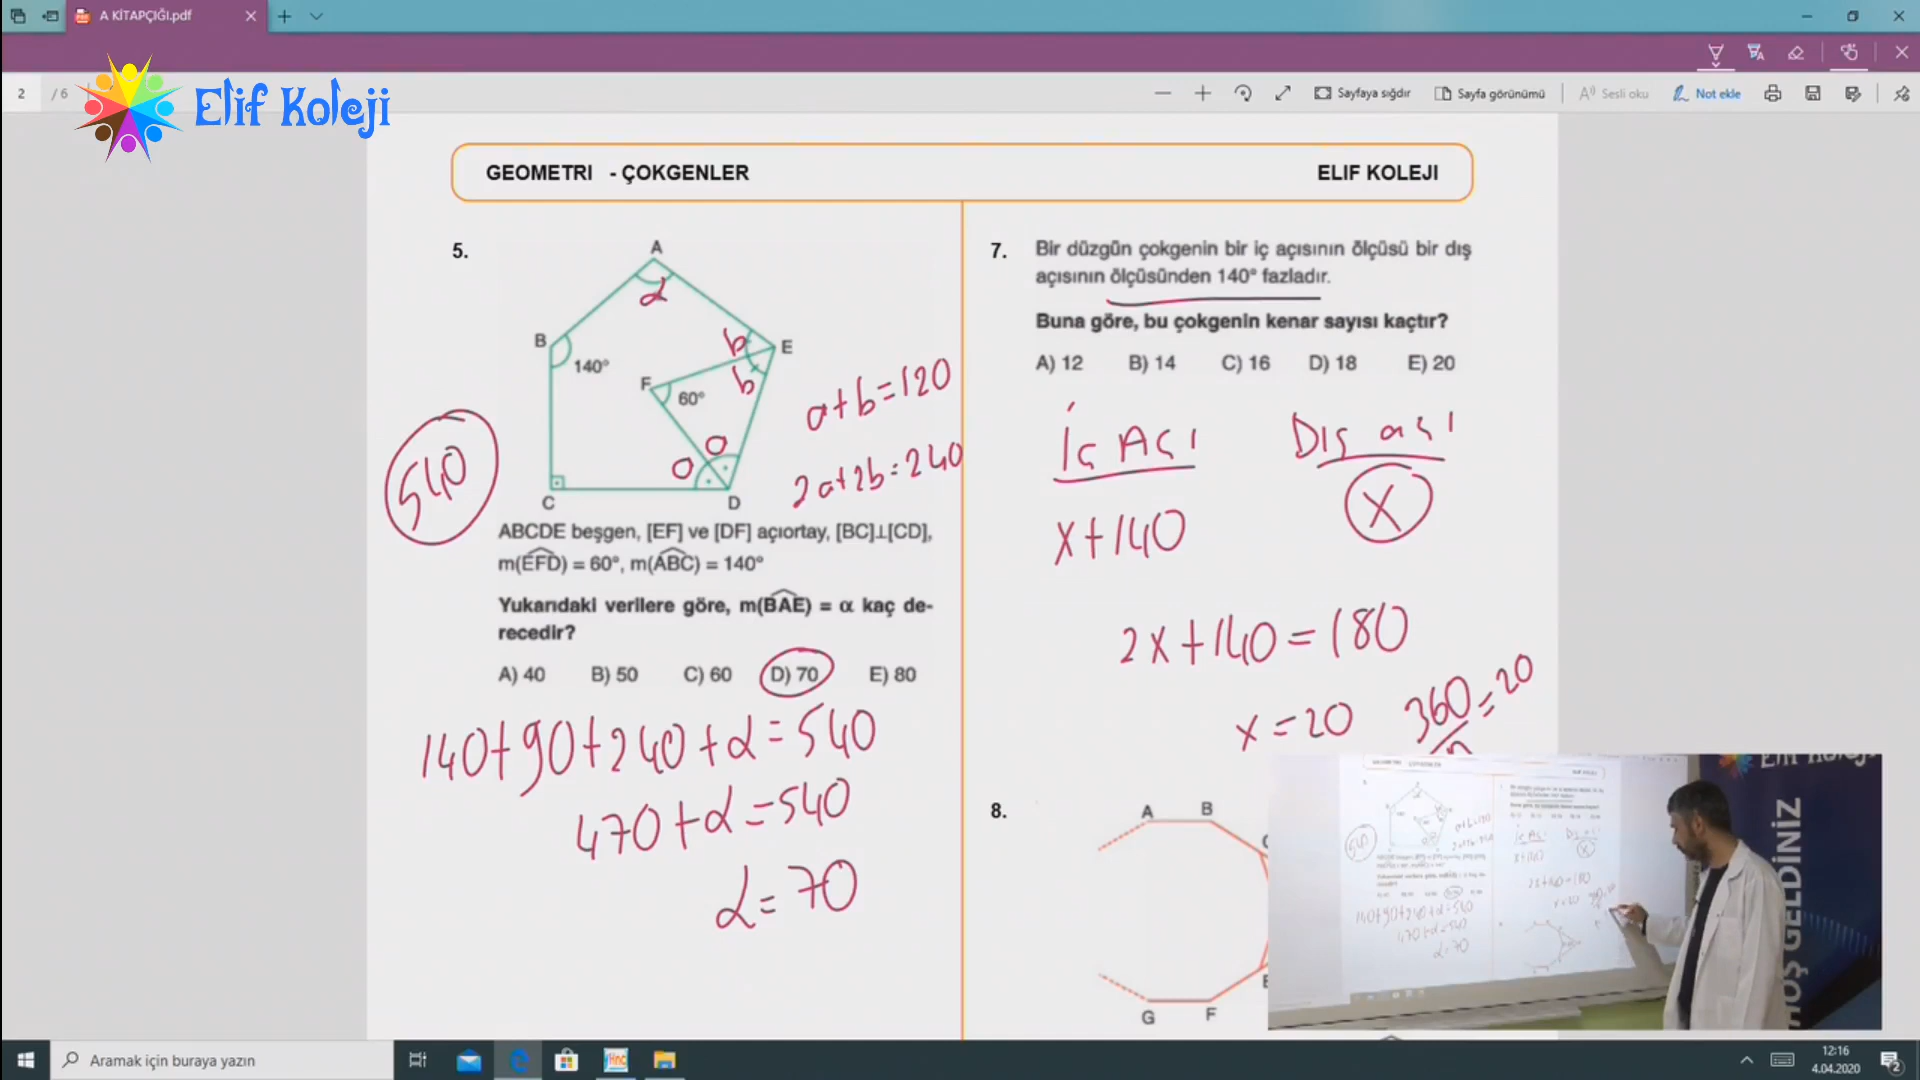 A KİTAPÇIĞI.pdf
2 / 6
Elif Koleji
Sayfaya sığdır
Sayfa görünümü
Sesli oku
Not ekle
GEOMETRI - ÇOKGENLER
ELIF KOLEJI
5.
A
α
B
140°
b
E
b
F
60°
a
a
C
D
540
a+b=120
2a+2b=240
ABCDE beşgen, [EF] ve [DF] açıortay, [BC]⊥[CD],
m(EFD) = 60°, m(ABC) = 140°
Yukarıdaki verilere göre, m(BAE) = α kaç de-
recedir?
A) 40 B) 50 C) 60 D) 70 E) 80
140+90+240+α=540
470+α=540
α=70
7.
Bir düzgün çokgenin bir iç açısının ölçüsü bir dış
açısının ölçüsünden 140° fazladır.
Buna göre, bu çokgenin kenar sayısı kaçtır?
A) 12 B) 14 C) 16 D) 18 E) 20
İç Açı
Dış açı
x+140
x
2x+140=180
x=20
360/n=20
8.
A
B
G
F
HOŞ GELDİNİZ
Aramak için buraya yazın
12:16
4.04.2020
2